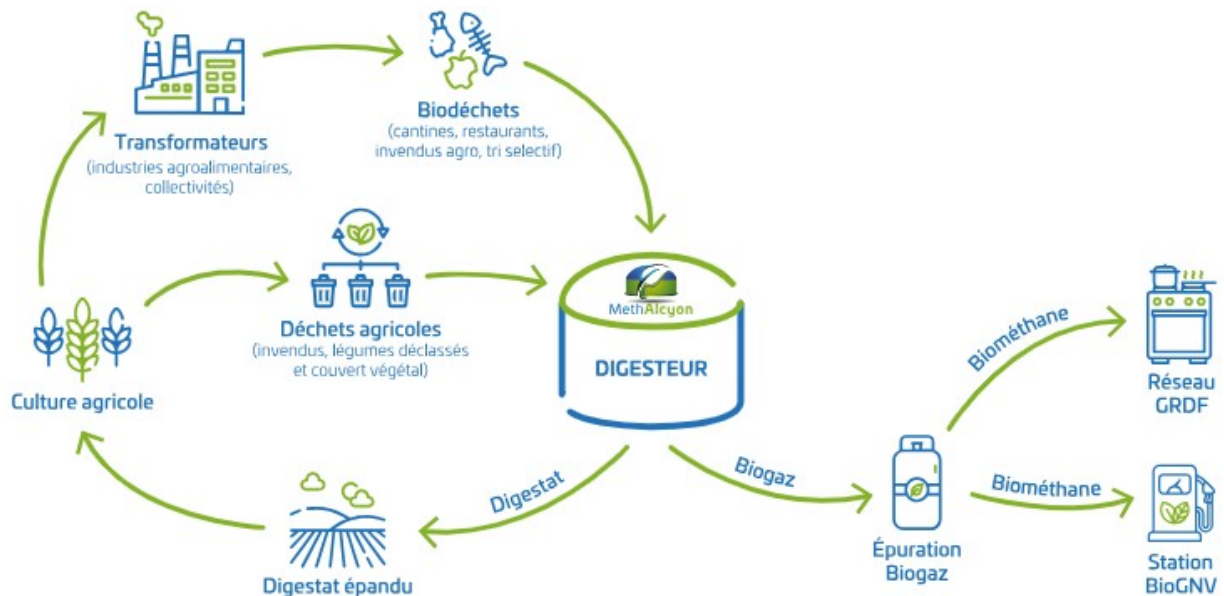 Transformateurs
(industries agroalimentaires,
collectivités)
Biodéchets
(cantines, restaurants,
invendus agro, tri selectif)
Déchets agricoles
(invendus, légumes déclassés
et couvert végétal)
Culture agricole
MethAlcyon
DIGESTEUR
Digestat
Digestat épandu
Biogaz
Épuration
Biogaz
Biométhane
Réseau
GRDF
Biométhane
Station
BioGNV